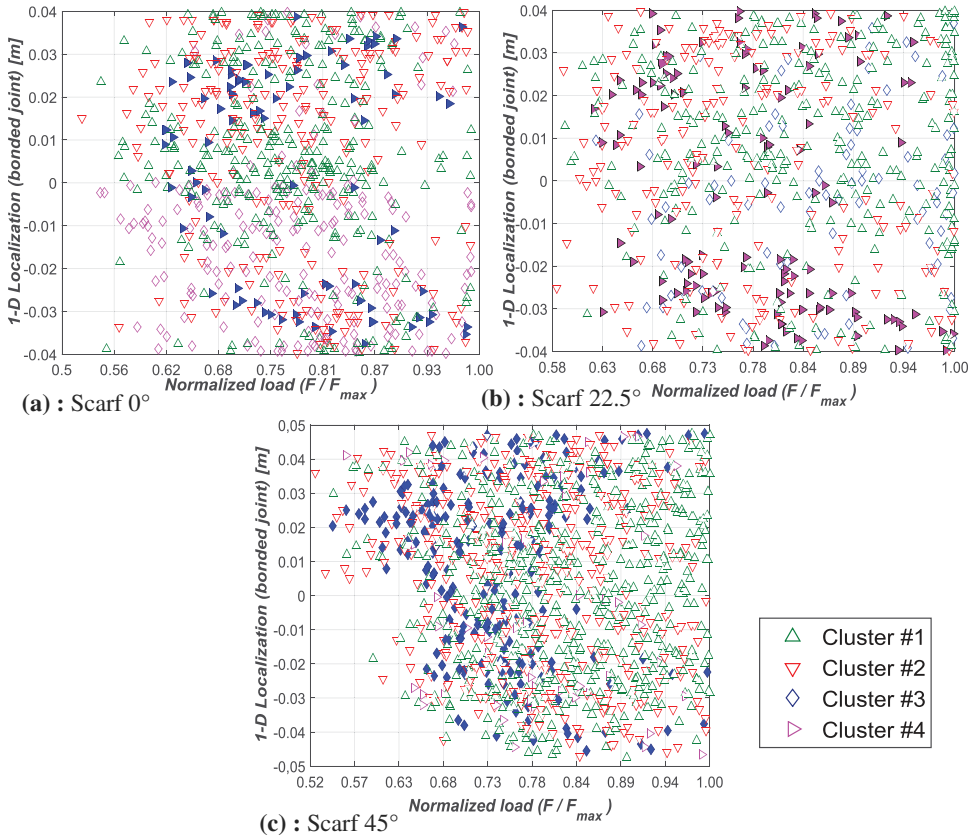 1-D Localization (bonded joint) [m]
0.04
0.03
0.02
0.01
0
-0.01
-0.02
-0.03
-0.04
0.5 0.56 0.62 0.68 0.75 0.81 0.87 0.93 1.00
Normalized load (F / Fmax )
(a) : Scarf 0°
1-D Localization (bonded joint) [m]
0.04
0.03
0.02
0.01
0
-0.01
-0.02
-0.03
-0.04
0.58 0.63 0.68 0.73 0.79 0.84 0.89 0.94 1.00
Normalized load (F / Fmax )
(b) : Scarf 22.5°
1-D Localization (bonded joint) [m]
0,05
0.04
0.03
0.02
0.01
0
-0.01
-0.02
-0.03
-0.04
-0,05
0.52 0.57 0.63 0.68 0.73 0.78 0.84 0.89 0.94 1.00
Normalized load (F / Fmax )
(c) : Scarf 45°
Cluster #1
Cluster #2
Cluster #3
Cluster #4